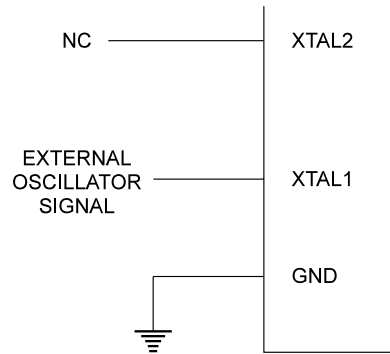 NC
XTAL2
EXTERNAL
OSCILLATOR
SIGNAL
XTAL1
GND